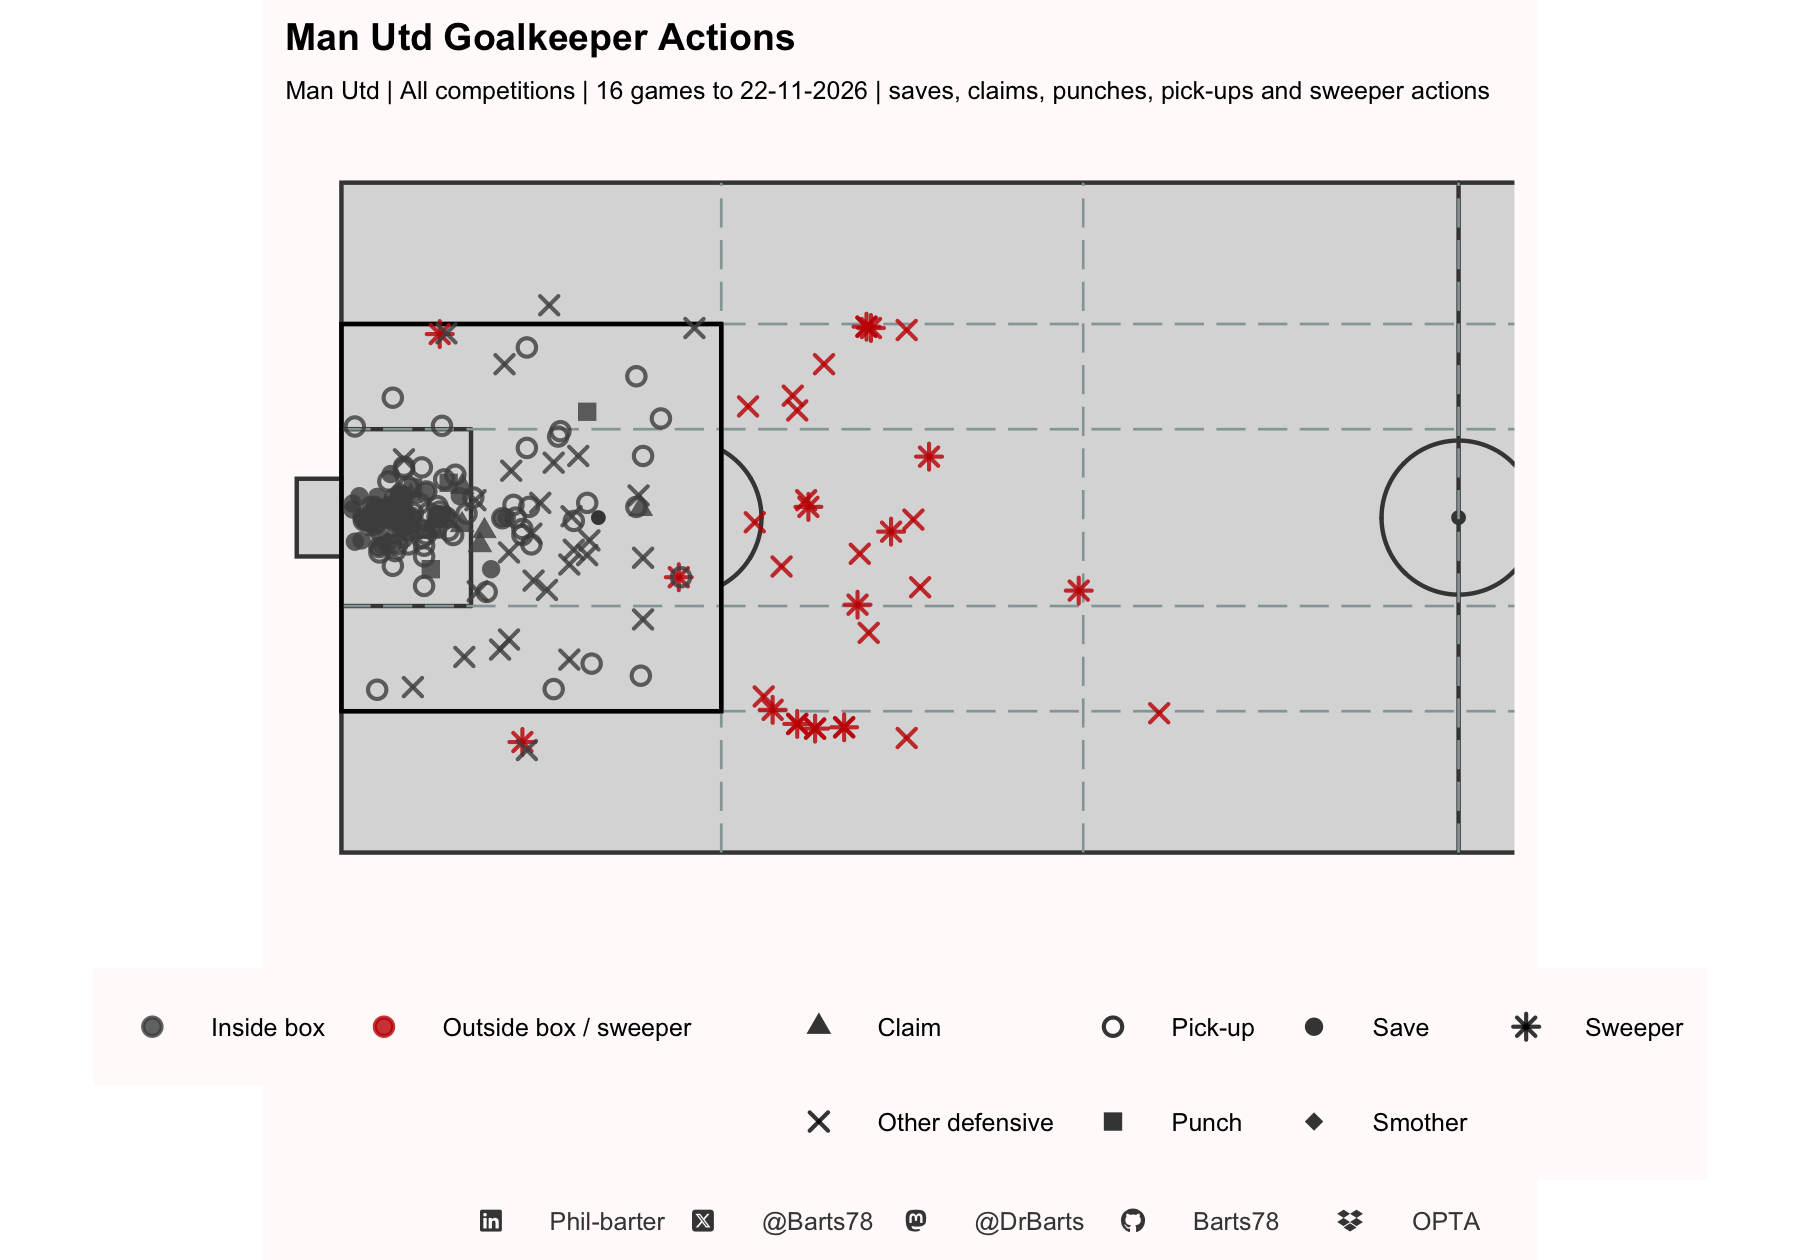 Man Utd Goalkeeper Actions
Man Utd | All competitions | 16 games to 22-11-2026 | saves, claims, punches, pick-ups and sweeper actions
Inside box
Outside box / sweeper
Claim
Pick-up
Save
Sweeper
Other defensive
Punch
Smother
Phil-barter
@Barts78
@DrBarts
Barts78
OPTA